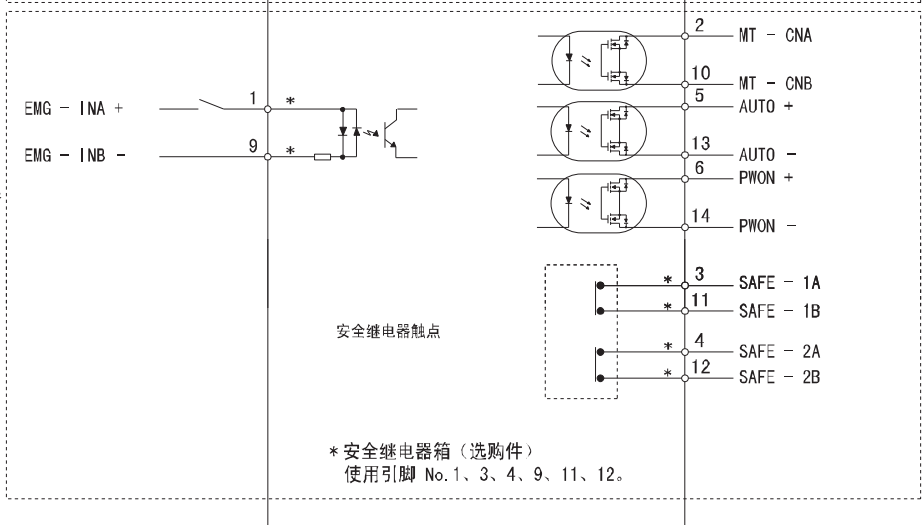 2 MT - CNA
10 MT - CNB
5 AUTO +
EMG - INA + 1 *
EMG - INB - 9 *
13 AUTO -
6 PWON +
14 PWON -
* 3 SAFE - 1A
* 11 SAFE - 1B
安全继电器触点
* 4 SAFE - 2A
* 12 SAFE - 2B
*安全继电器箱（选购件）
使用引脚 No.1、3、4、9、11、12。